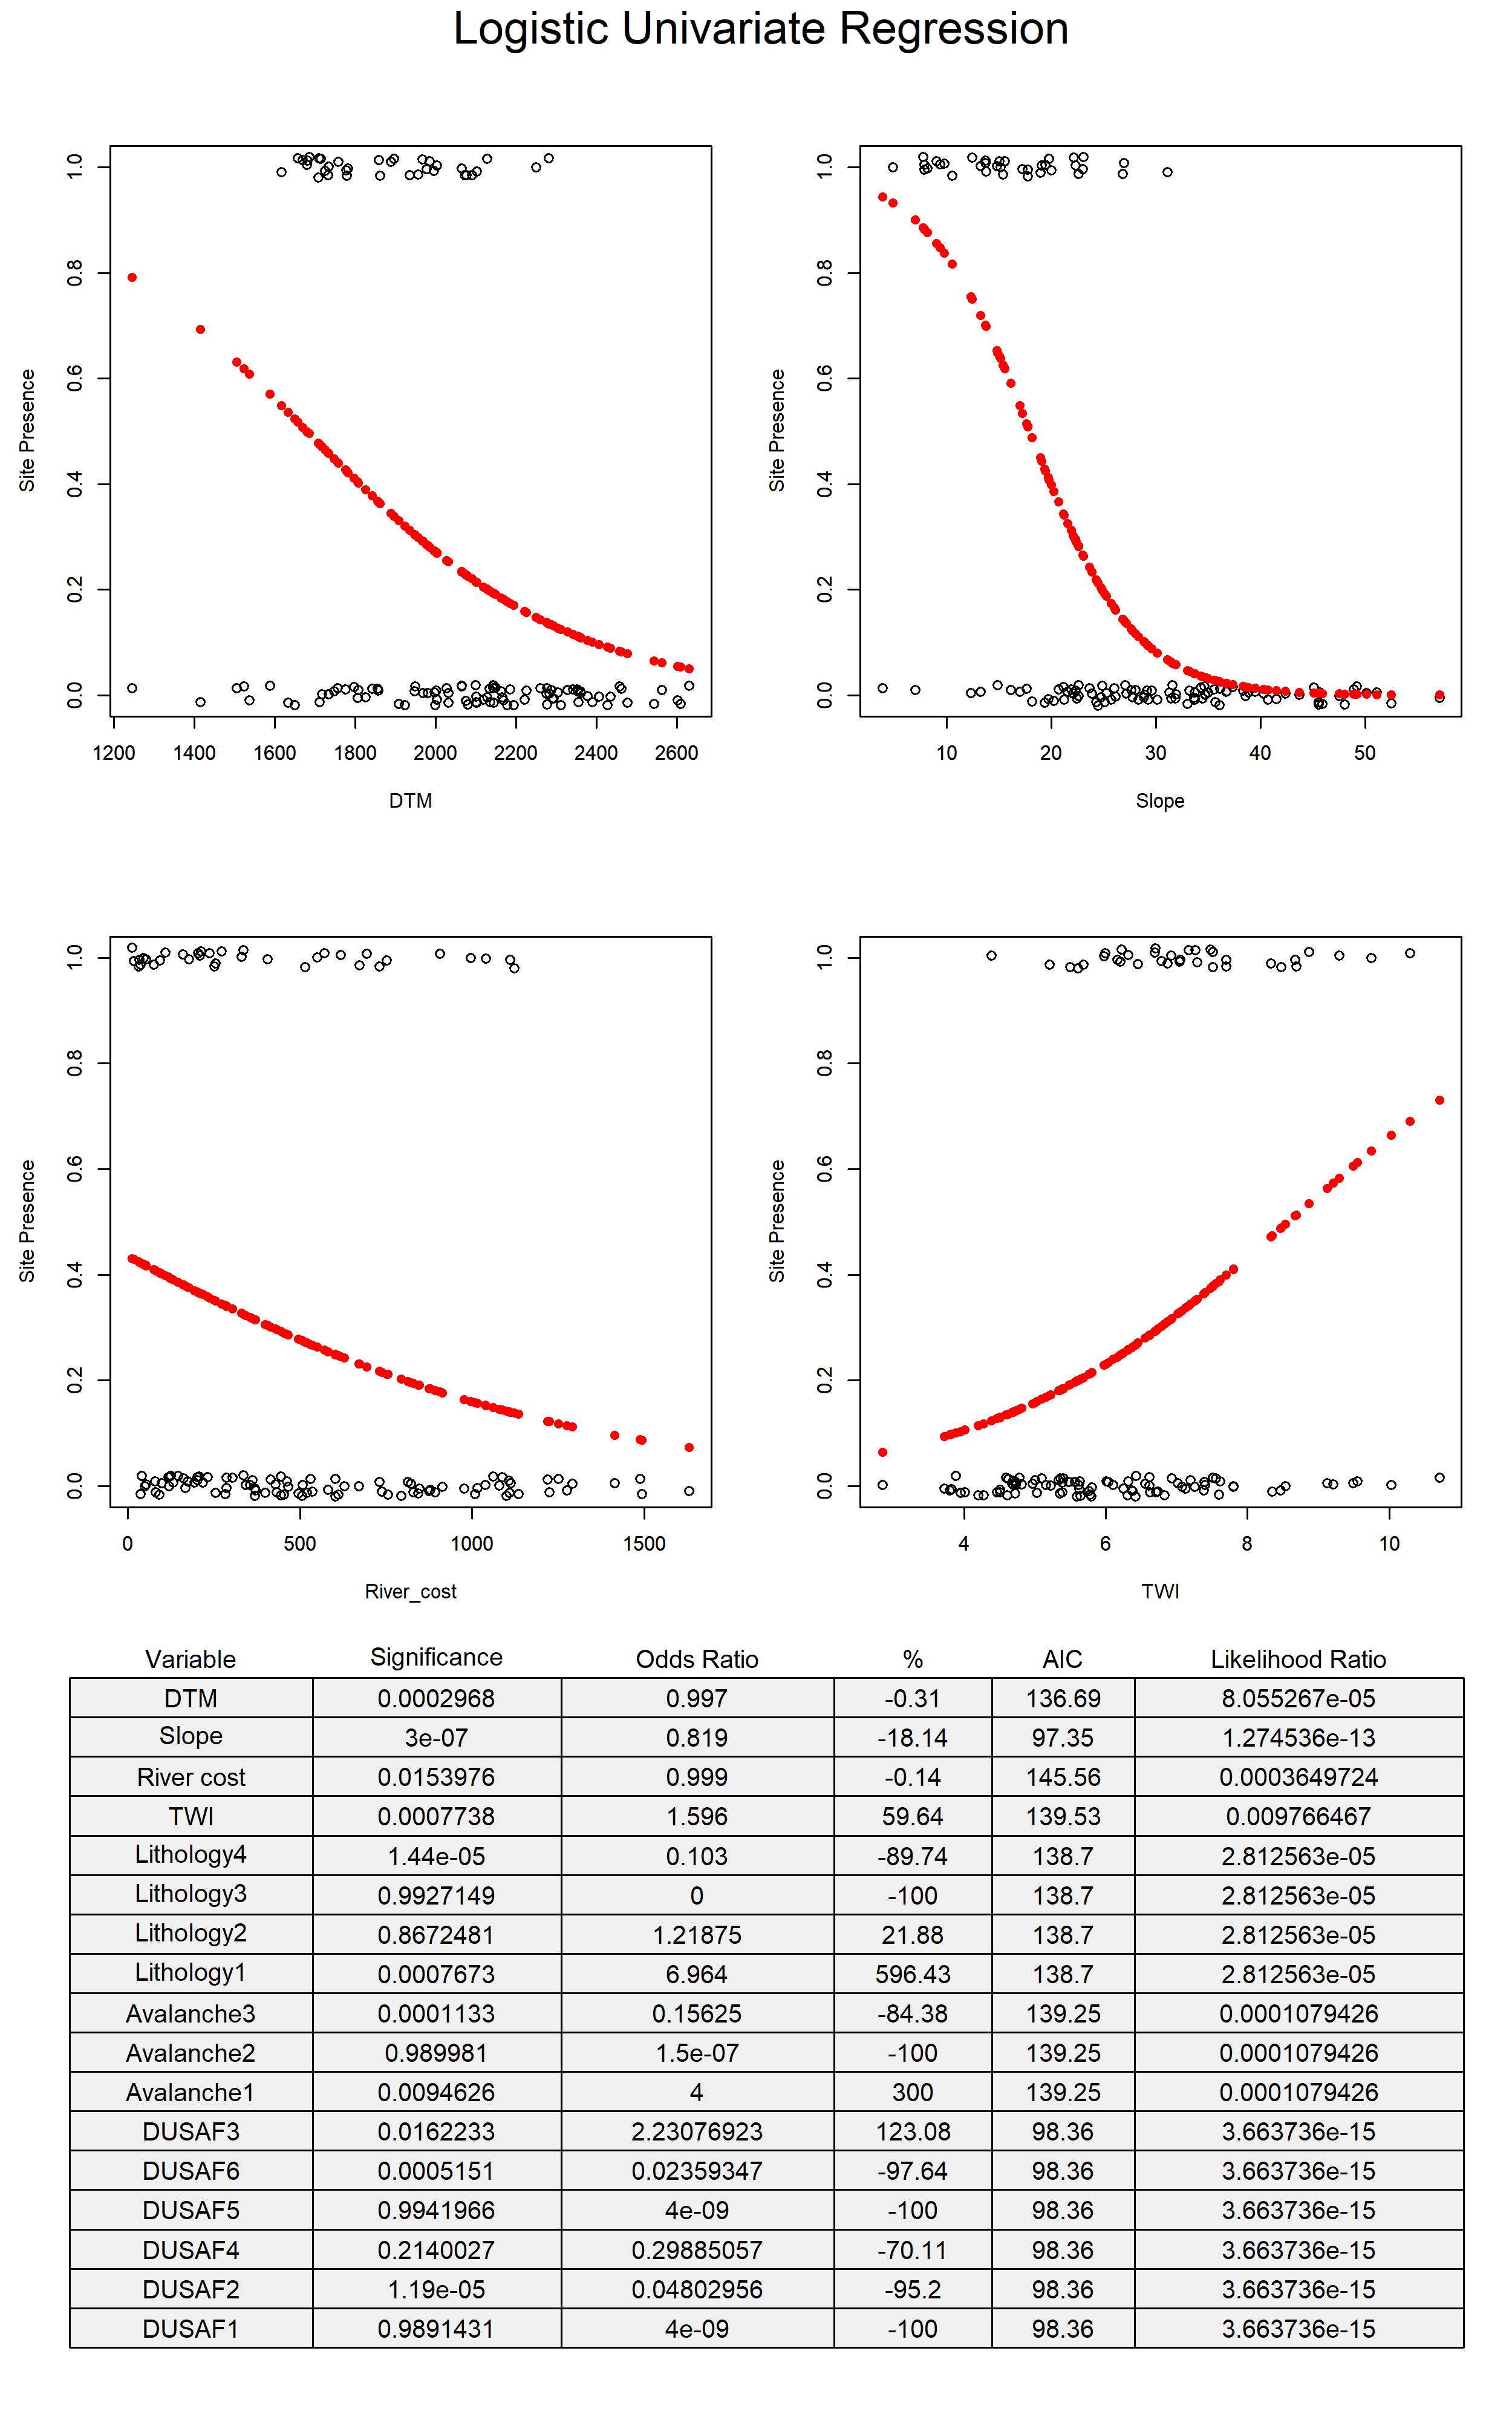 Logistic Univariate Regression
Site Presence
1.0
0.8
0.6
0.4
0.2
0.0
1200 1400 1600 1800 2000 2200 2400 2600
DTM
Site Presence
1.0
0.8
0.6
0.4
0.2
0.0
10 20 30 40 50
Slope
Site Presence
1.0
0.8
0.6
0.4
0.2
0.0
0 500 1000 1500
River_cost
Site Presence
1.0
0.8
0.6
0.4
0.2
0.0
4 6 8 10
TWI
Variable Significance Odds Ratio % AIC Likelihood Ratio
DTM 0.0002968 0.997 -0.31 136.69 8.055267e-05
Slope 3e-07 0.819 -18.14 97.35 1.274536e-13
River cost 0.0153976 0.999 -0.14 145.56 0.0003649724
TWI 0.0007738 1.596 59.64 139.53 0.009766467
Lithology4 1.44e-05 0.103 -89.74 138.7 2.812563e-05
Lithology3 0.9927149 0 -100 138.7 2.812563e-05
Lithology2 0.8672481 1.21875 21.88 138.7 2.812563e-05
Lithology1 0.0007673 6.964 596.43 138.7 2.812563e-05
Avalanche3 0.0001133 0.15625 -84.38 139.25 0.0001079426
Avalanche2 0.989981 1.5e-07 -100 139.25 0.0001079426
Avalanche1 0.0094626 4 300 139.25 0.0001079426
DUSAF3 0.0162233 2.23076923 123.08 98.36 3.663736e-15
DUSAF6 0.0005151 0.02359347 -97.64 98.36 3.663736e-15
DUSAF5 0.9941966 4e-09 -100 98.36 3.663736e-15
DUSAF4 0.2140027 0.29885057 -70.11 98.36 3.663736e-15
DUSAF2 1.19e-05 0.04802956 -95.2 98.36 3.663736e-15
DUSAF1 0.9891431 4e-09 -100 98.36 3.663736e-15